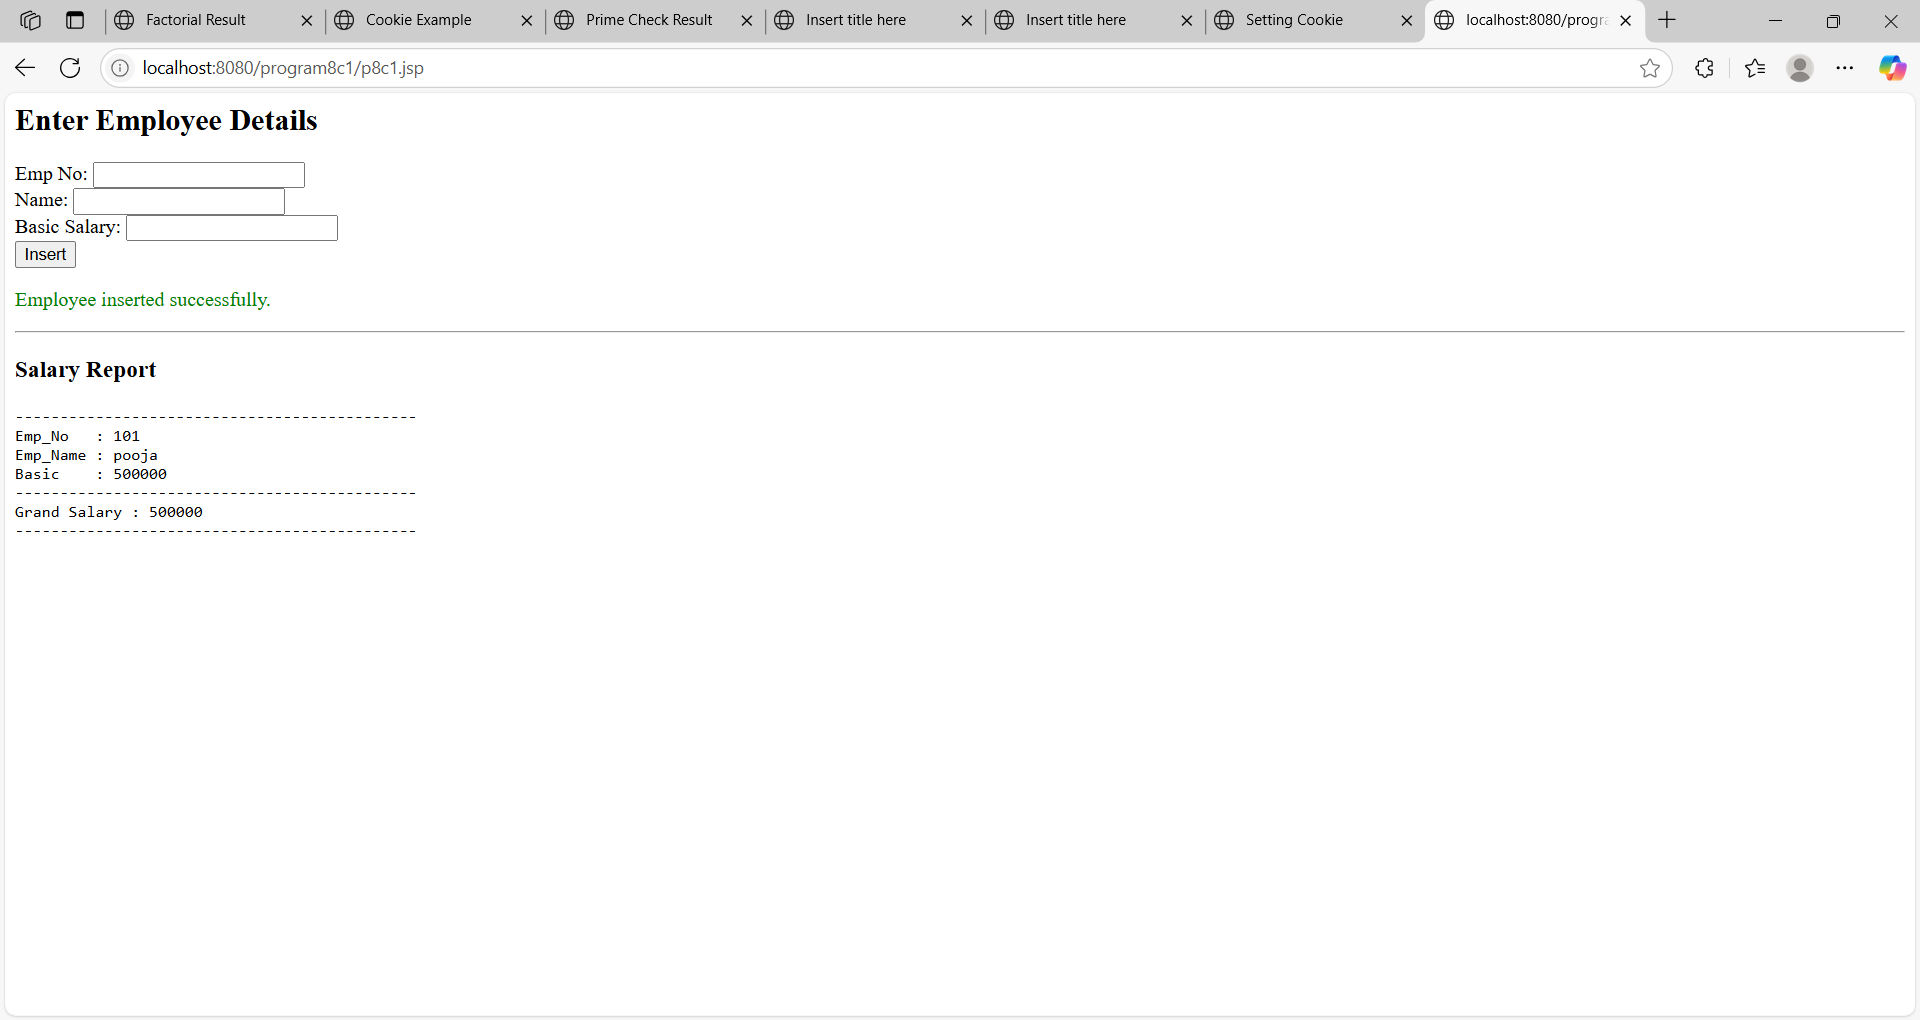 Factorial Result
Cookie Example
Prime Check Result
Insert title here
Insert title here
Setting Cookie
localhost:8080/progra
localhost:8080/program8c1/p8c1.jsp
Enter Employee Details
Emp No:
Name:
Basic Salary:
Insert
Employee inserted successfully.
Salary Report
---------------------------------------------
Emp_No   : 101
Emp_Name : pooja
Basic    : 500000
---------------------------------------------
Grand Salary : 500000
---------------------------------------------